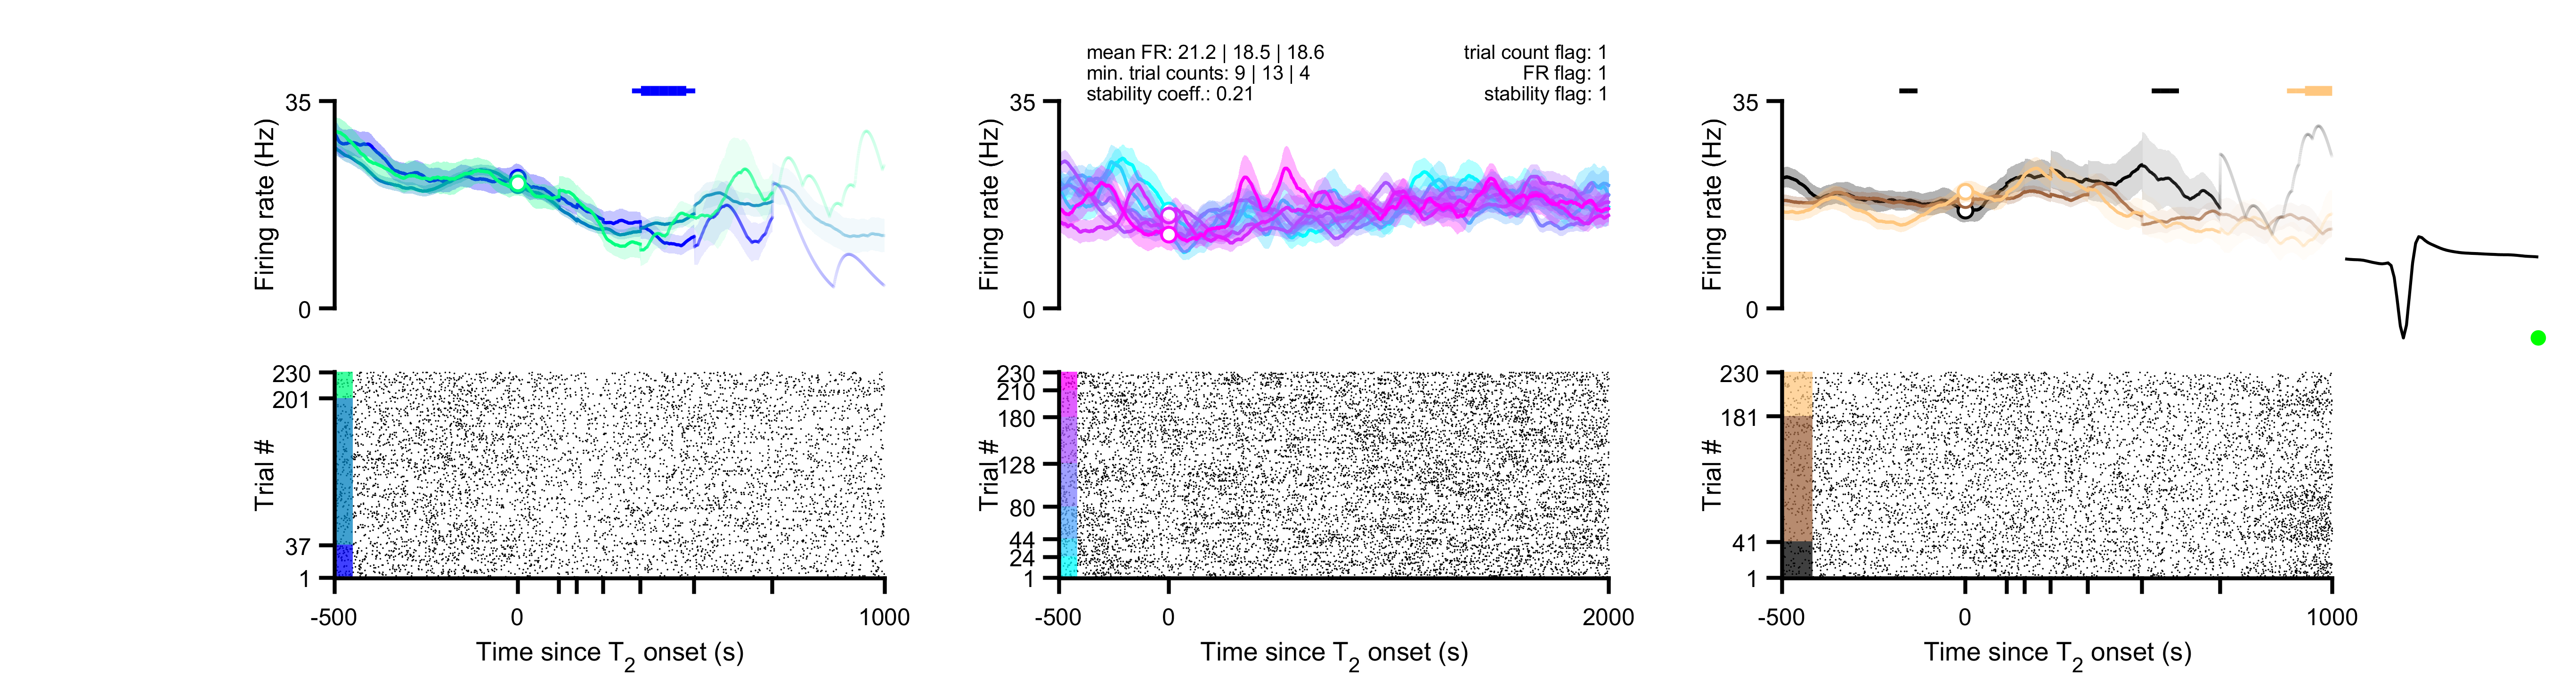 mean FR: 21.2 | 18.5 | 18.6
min. trial counts: 9 | 13 | 4
stability coeff.: 0.21
trial count flag: 1
FR flag: 1
stability flag: 1
35
Firing rate (Hz)
0
230
201
Trial #
37
1
-500
0
1000
Time since T2 onset (s)
35
Firing rate (Hz)
0
230
210
180
Trial #
128
80
44
24
1
-500
0
2000
Time since T2 onset (s)
35
Firing rate (Hz)
0
230
181
Trial #
41
1
-500
0
1000
Time since T2 onset (s)